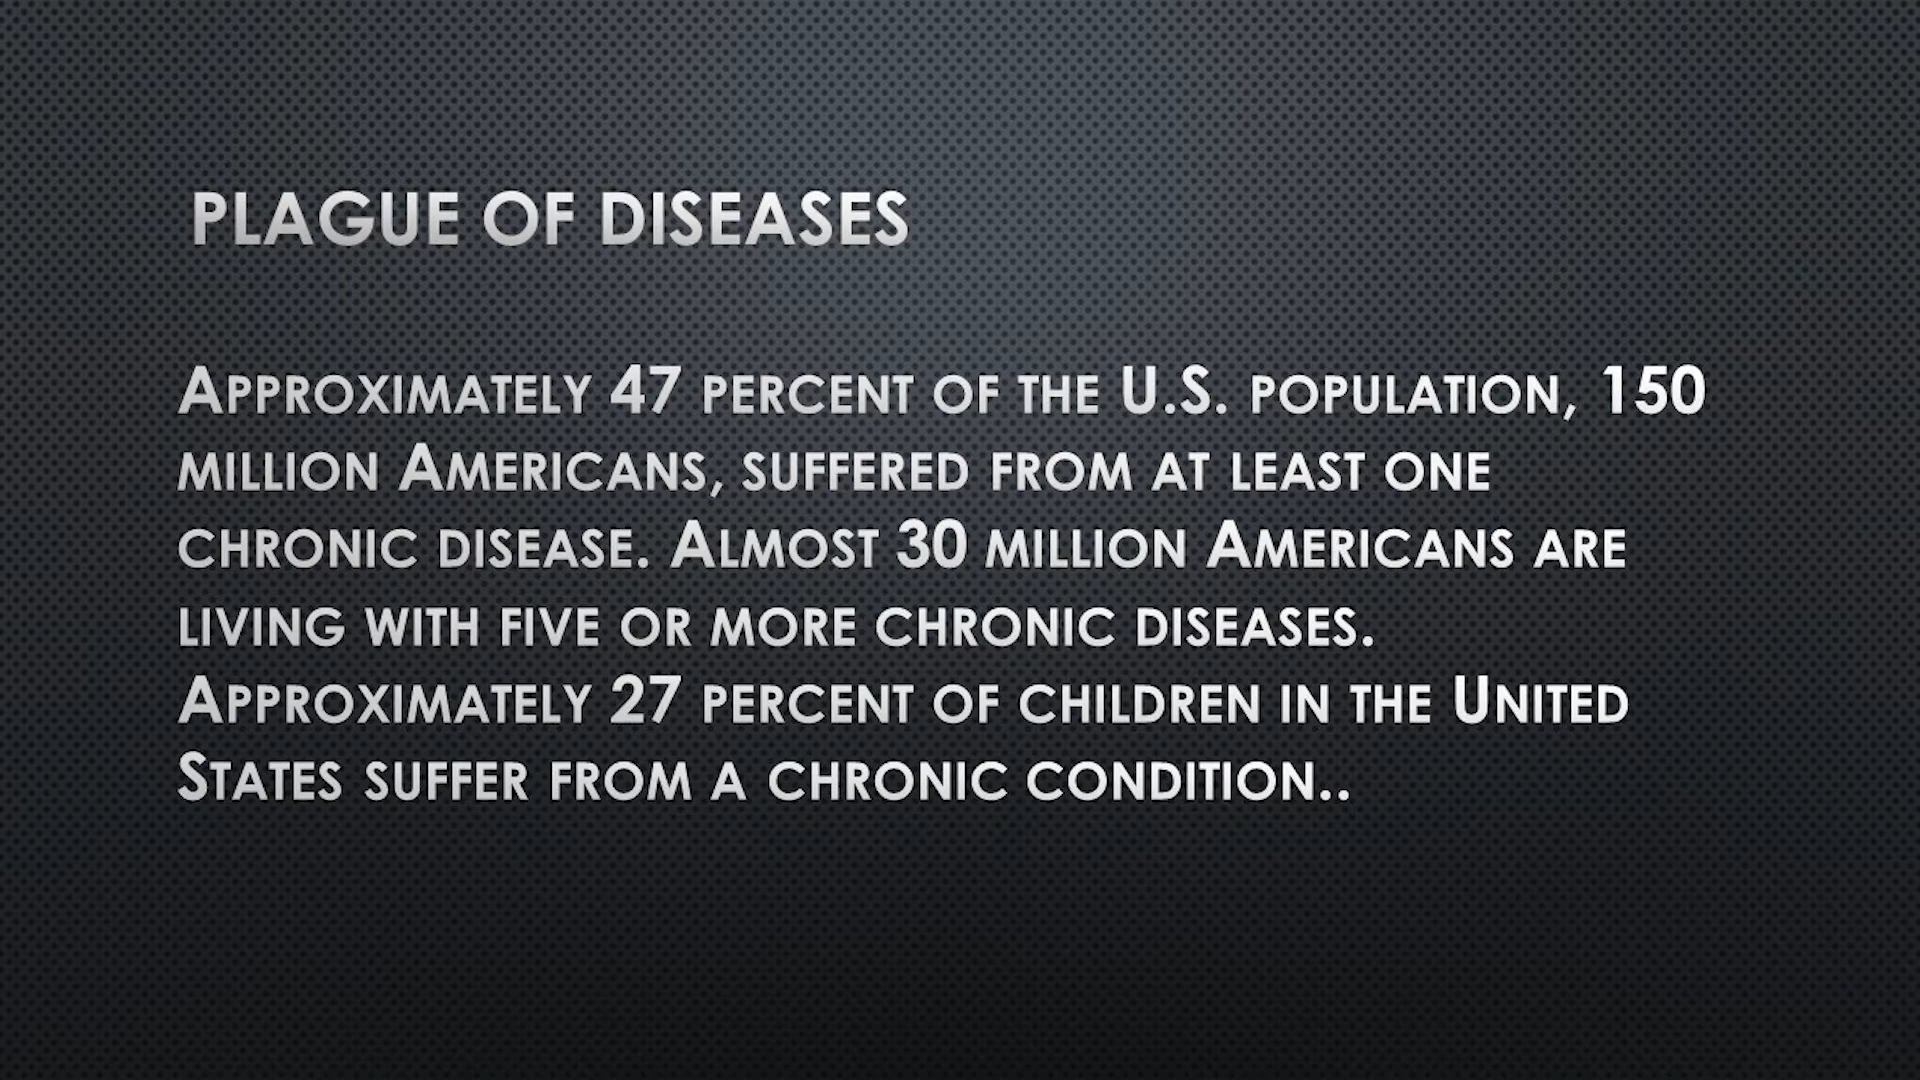 PLAGUE OF DISEASES
APPROXIMATELY 47 PERCENT OF THE U.S. POPULATION, 150
MILLION AMERICANS, SUFFERED FROM AT LEAST ONE
CHRONIC DISEASE. ALMOST 30 MILLION AMERICANS ARE
LIVING WITH FIVE OR MORE CHRONIC DISEASES.
APPROXIMATELY 27 PERCENT OF CHILDREN IN THE UNITED
STATES SUFFER FROM A CHRONIC CONDITION..